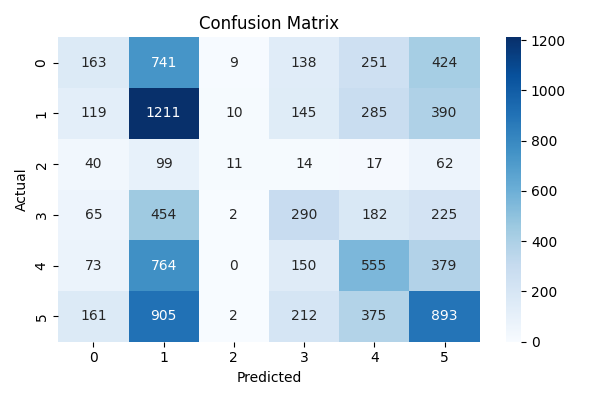 Confusion Matrix
Actual
0 163 741 9 138 251 424
1 119 1211 10 145 285 390
2 40 99 11 14 17 62
3 65 454 2 290 182 225
4 73 764 0 150 555 379
5 161 905 2 212 375 893
0 1 2 3 4 5
Predicted
1200
1000
800
600
400
200
0